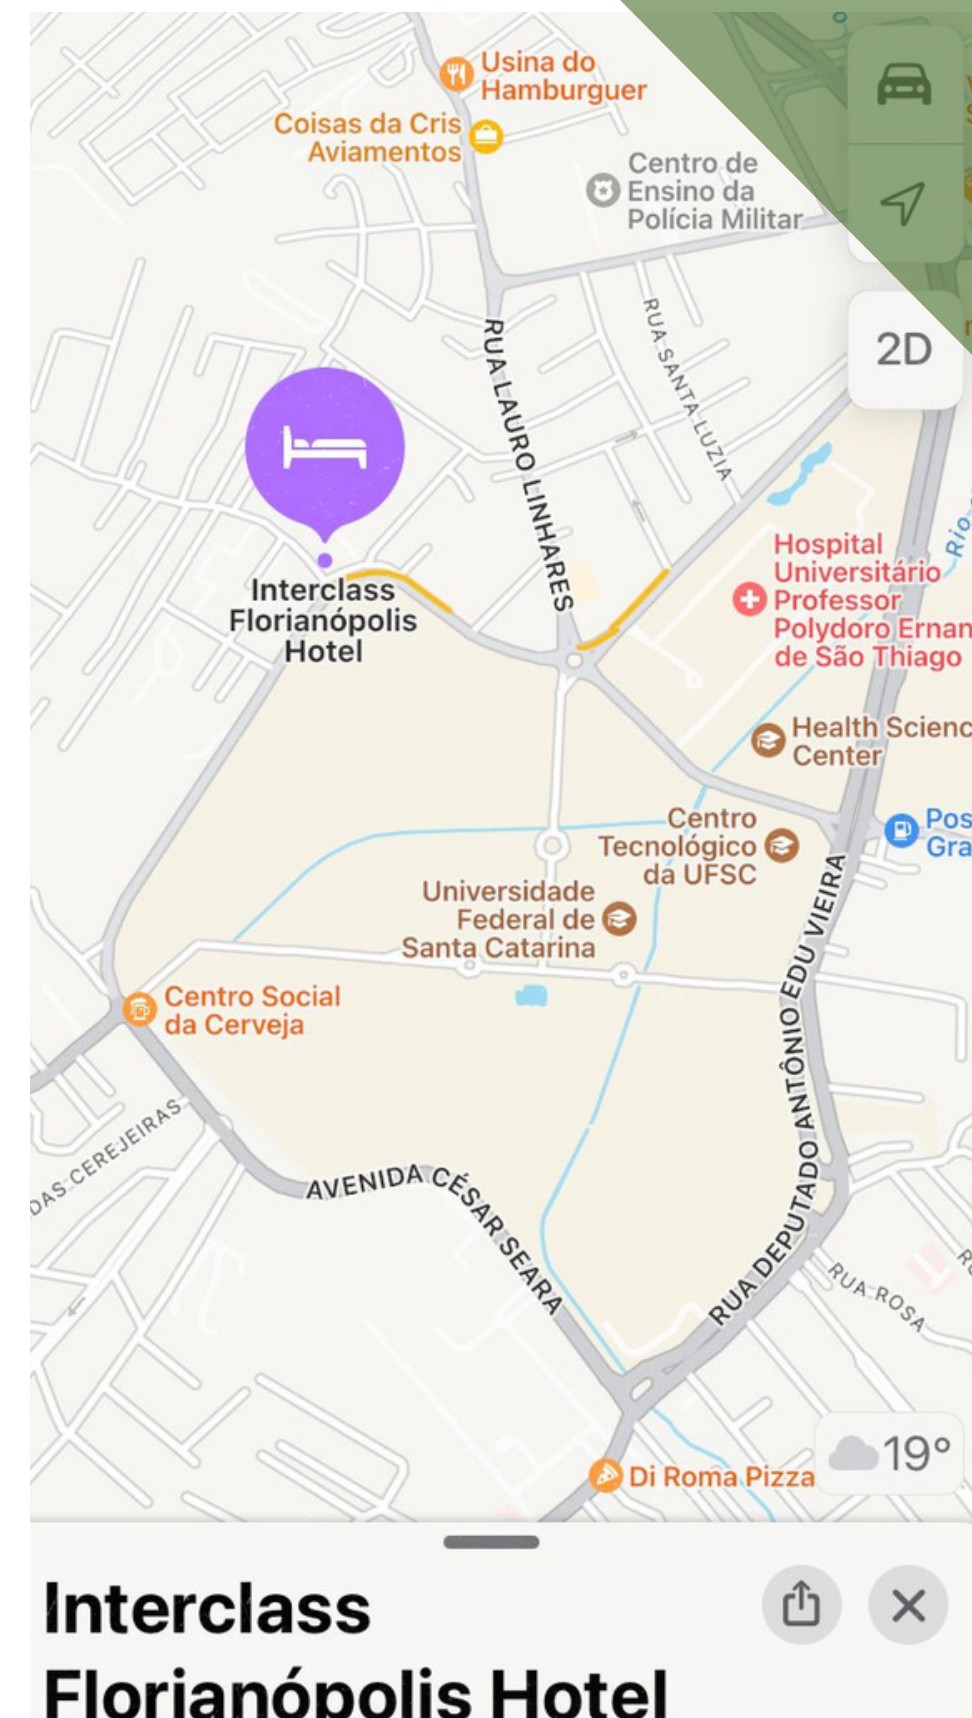 Usina do
Hamburguer
Coisas da Cris
Aviamentos
Centro de
Ensino da
Polícia Militar
2D
RUA LAURO LINHARES
RUA SANTA LUZIA
Interclass
Florianópolis
Hotel
Hospital
Universitário
Professor
Polydoro Ernan
de São Thiago
Rio
Health Scienc
Center
Centro
Tecnológico
da UFSC
Pos
Gra
Universidade
Federal de
Santa Catarina
Centro Social
da Cerveja
RUA DEPUTADO ANTÔNIO EDU VIEIRA
DAS CEREJEIRAS
AVENIDA CÉSAR SEARA
RUA ROSA
19°
Di Roma Pizza
Interclass
Florianópolis Hotel